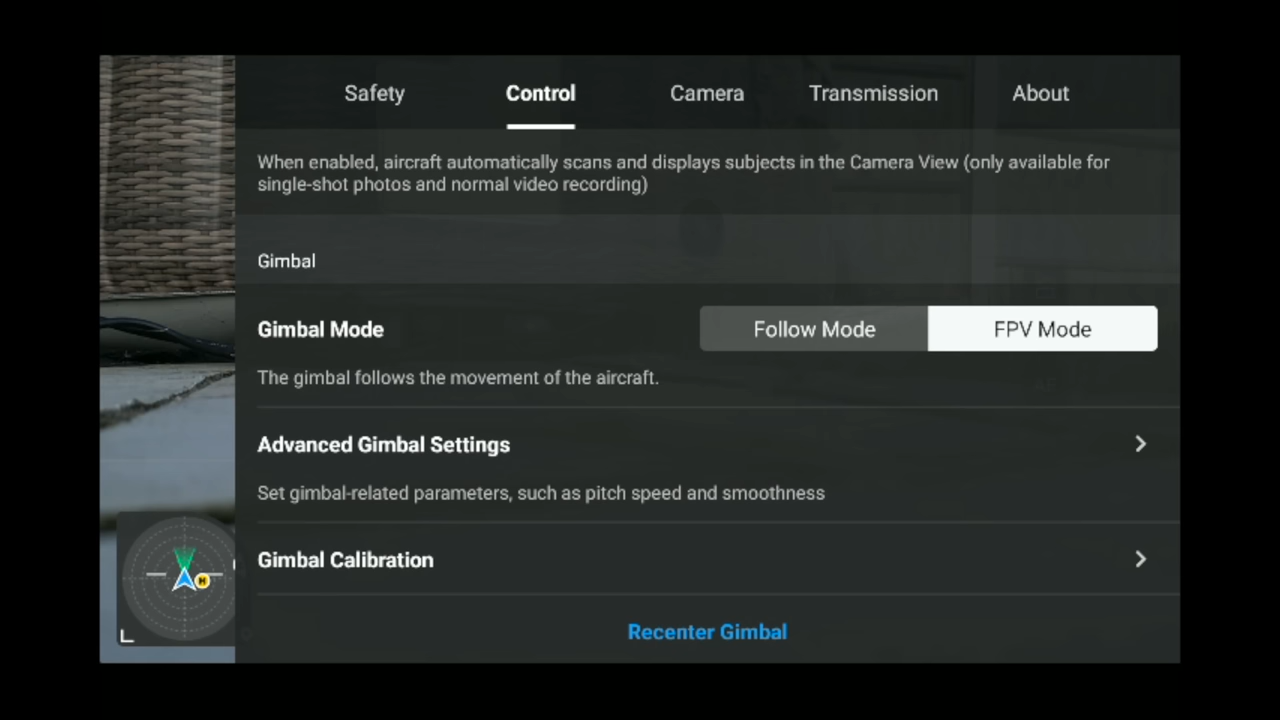 Safety Control Camera Transmission About
When enabled, aircraft automatically scans and displays subjects in the Camera View (only available for
single-shot photos and normal video recording)
Gimbal
Gimbal Mode Follow Mode FPV Mode
The gimbal follows the movement of the aircraft.
Advanced Gimbal Settings
Set gimbal-related parameters, such as pitch speed and smoothness
Gimbal Calibration
H
L
Recenter Gimbal